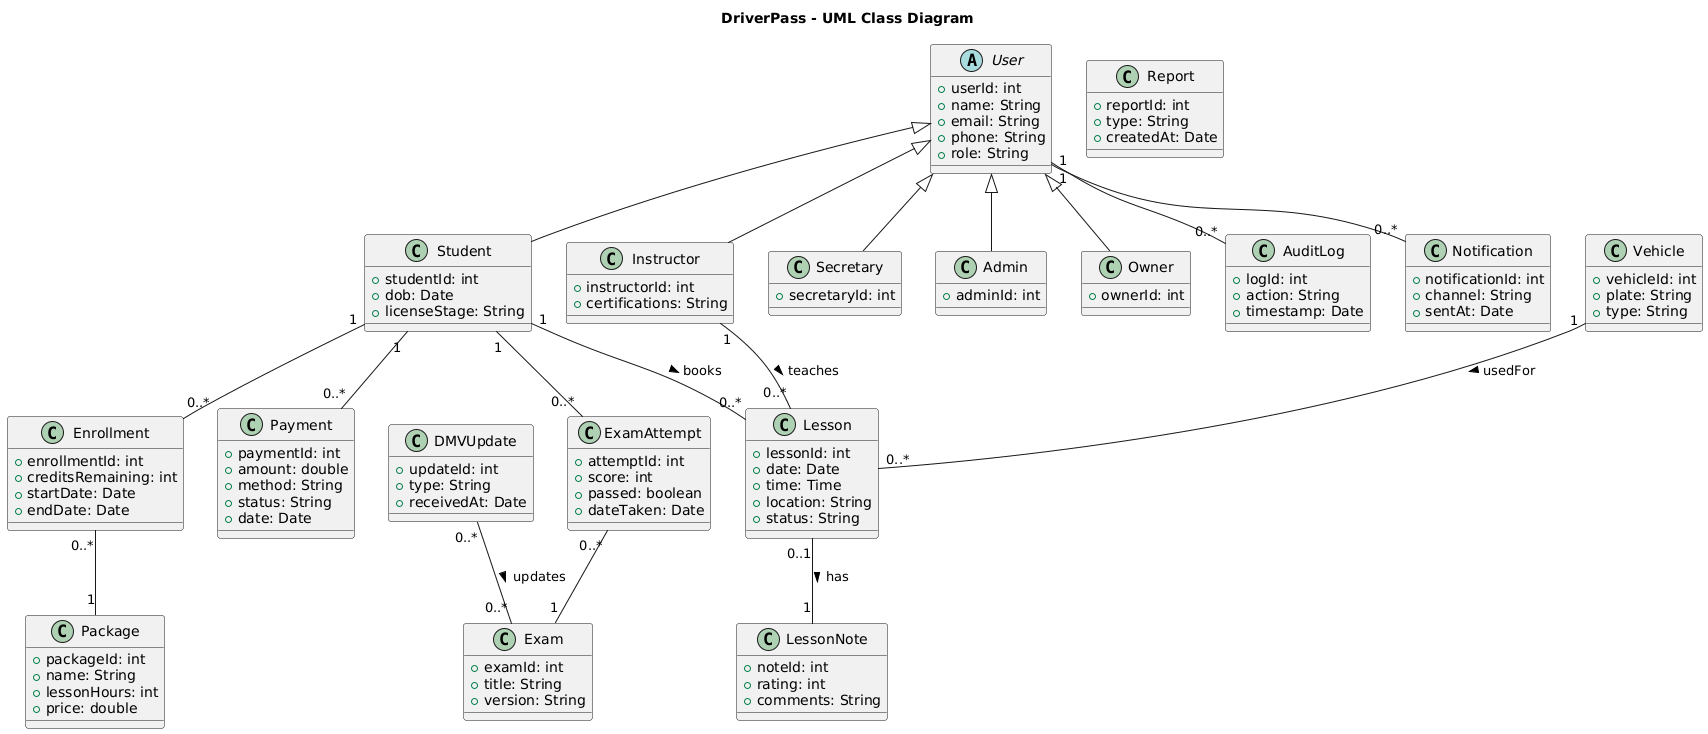 DriverPass - UML Class Diagram
A User
+ userId: int
+ name: String
+ email: String
+ phone: String
+ role: String
C Report
reportId: int
type: String
createdAt: Date
1
1
0..*
0..*
C Student
studentId: int
dob: Date
licenseStage: String
C Instructor
instructorId: int
certifications: String
C Secretary
secretaryId: int
C Admin
adminId: int
C Owner
ownerId: int
C AuditLog
logId: int
action: String
timestamp: Date
C Notification
notificationId: int
channel: String
sentAt: Date
C Vehicle
vehicleId: int
plate: String
type: String
1
1
1
1
1
1
books
teaches
usedFor
0..*
0..*
0..*
0..*
0..*
0..*
C Enrollment
enrollmentId: int
creditsRemaining: int
startDate: Date
endDate: Date
C Payment
paymentId: int
amount: double
method: String
status: String
date: Date
C DMVUpdate
updateId: int
type: String
receivedAt: Date
C ExamAttempt
attemptId: int
score: int
passed: boolean
dateTaken: Date
C Lesson
lessonId: int
date: Date
time: Time
location: String
status: String
0..*
0..*
0..*
0..1
updates
has
1
0..*
1
1
C Package
packageId: int
name: String
lessonHours: int
price: double
C Exam
examId: int
title: String
version: String
C LessonNote
noteId: int
rating: int
comments: String